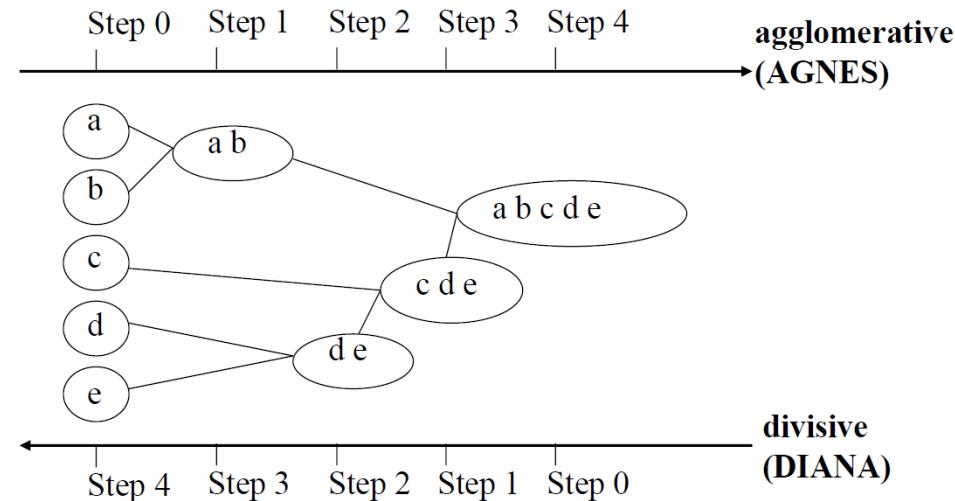 Step 0 Step 1 Step 2 Step 3 Step 4
agglomerative
(AGNES)
a
a b
b
a b c d e
c
c d e
d
d e
e
divisive
(DIANA)
Step 4 Step 3 Step 2 Step 1 Step 0